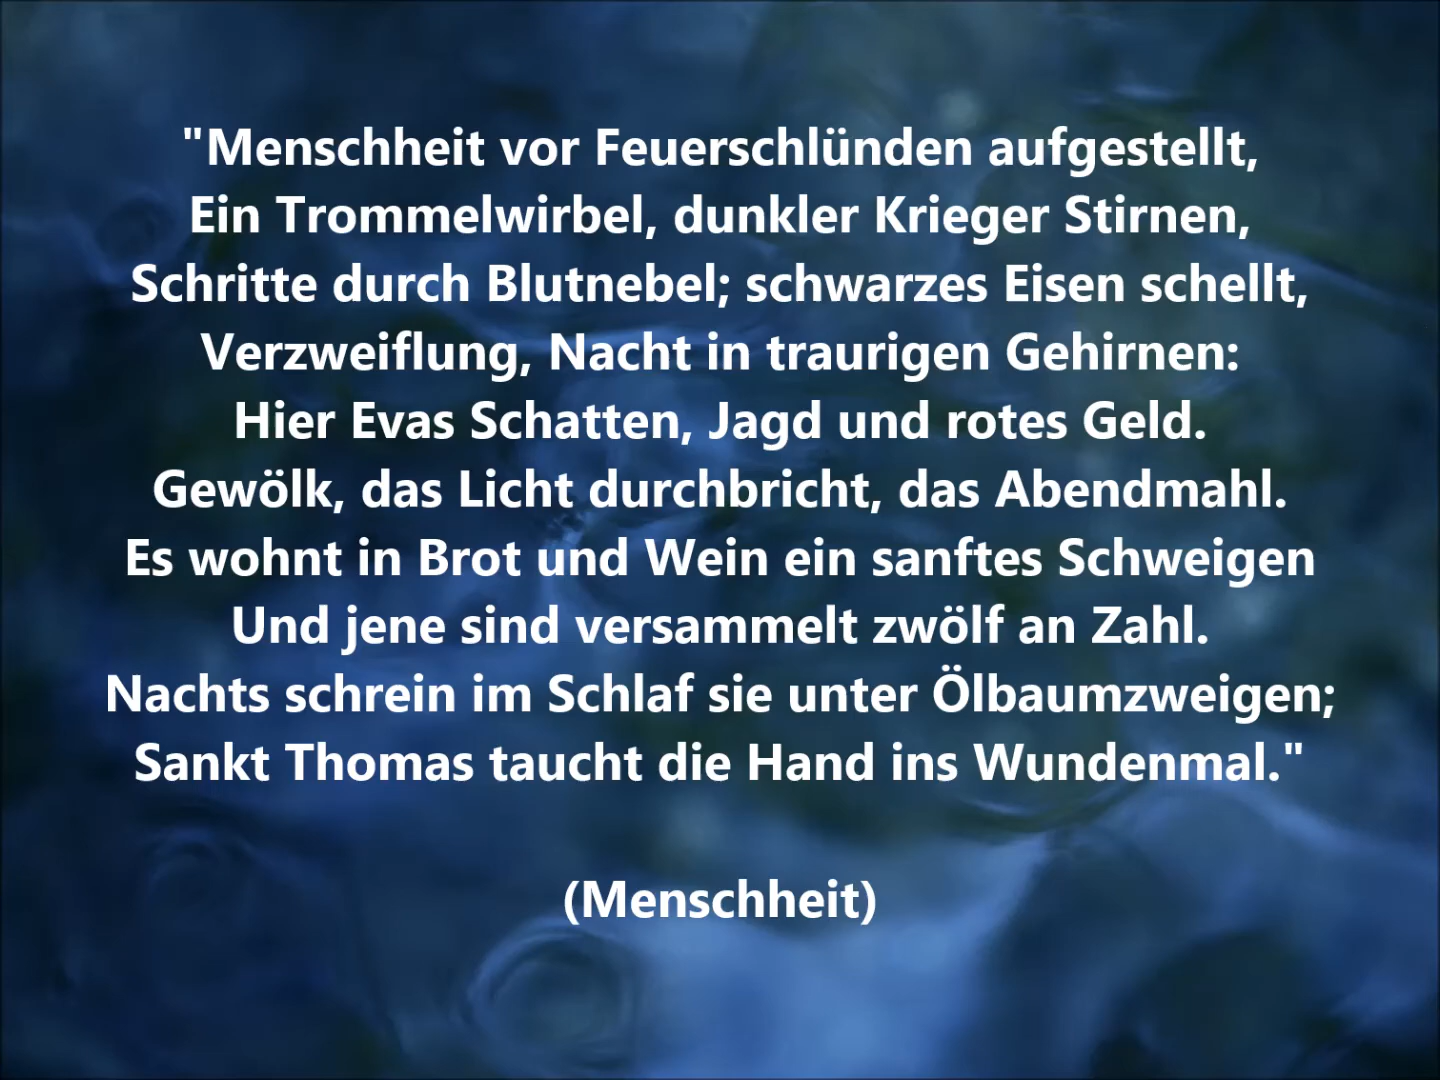 "Menschheit vor Feuerschlünden aufgestellt,
Ein Trommelwirbel, dunkler Krieger Stirnen,
Schritte durch Blutnebel; schwarzes Eisen schellt,
Verzweiflung, Nacht in traurigen Gehirnen:
Hier Evas Schatten, Jagd und rotes Geld.
Gewölk, das Licht durchbricht, das Abendmahl.
Es wohnt in Brot und Wein ein sanftes Schweigen
Und jene sind versammelt zwölf an Zahl.
Nachts schrein im Schlaf sie unter Ölbaumzweigen;
Sankt Thomas taucht die Hand ins Wundenmal."
(Menschheit)